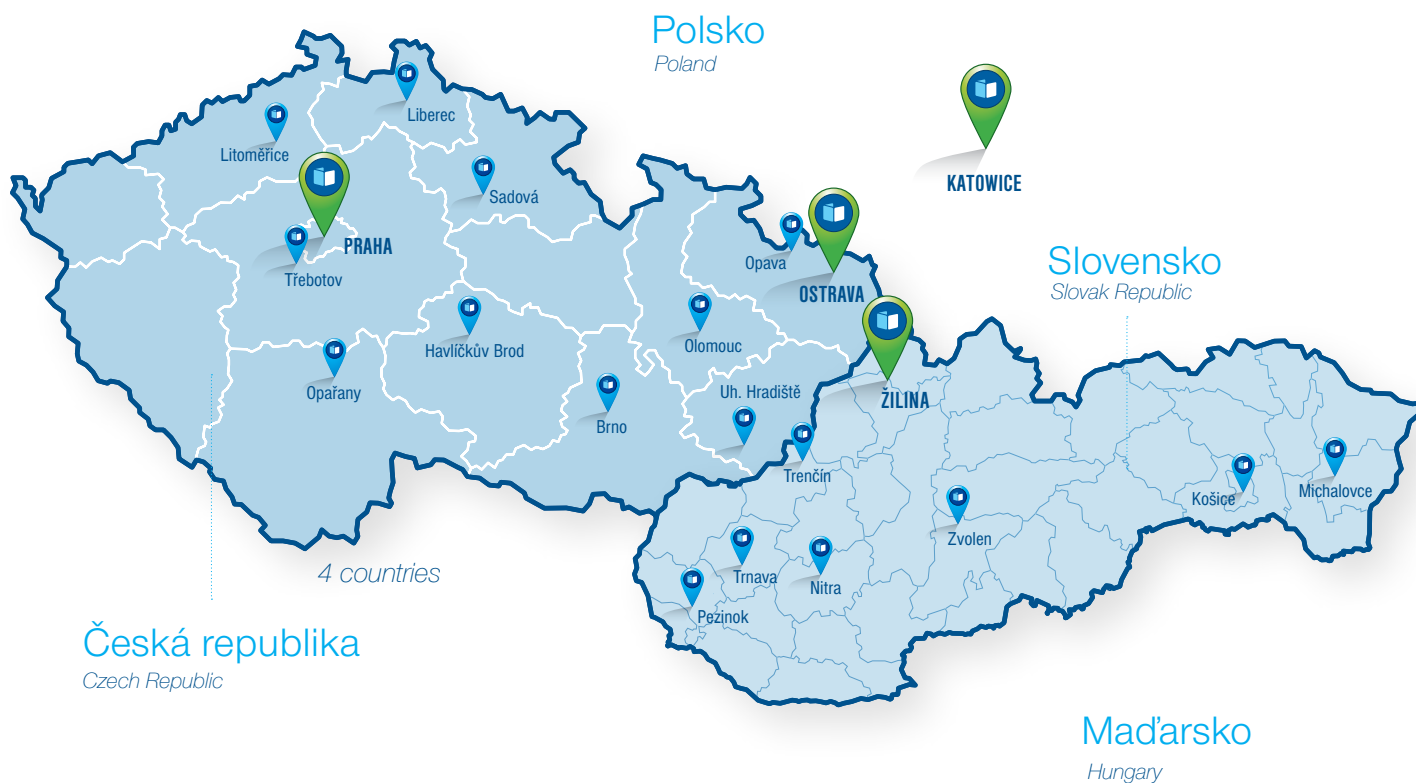 Polsko
Poland
Liberec
Litoměřice
KATOWICE
Sadová
PRAHA
Třebotov
Opava
OSTRAVA
Slovensko
Slovak Republic
Havlíčkův Brod
Olomouc
Opařany
Uh. Hradiště
ŽILINA
Brno
Trenčín
Košice
Michalovce
Zvolen
4 countries
Trnava
Nitra
Pezinok
Česká republika
Czech Republic
Maďarsko
Hungary